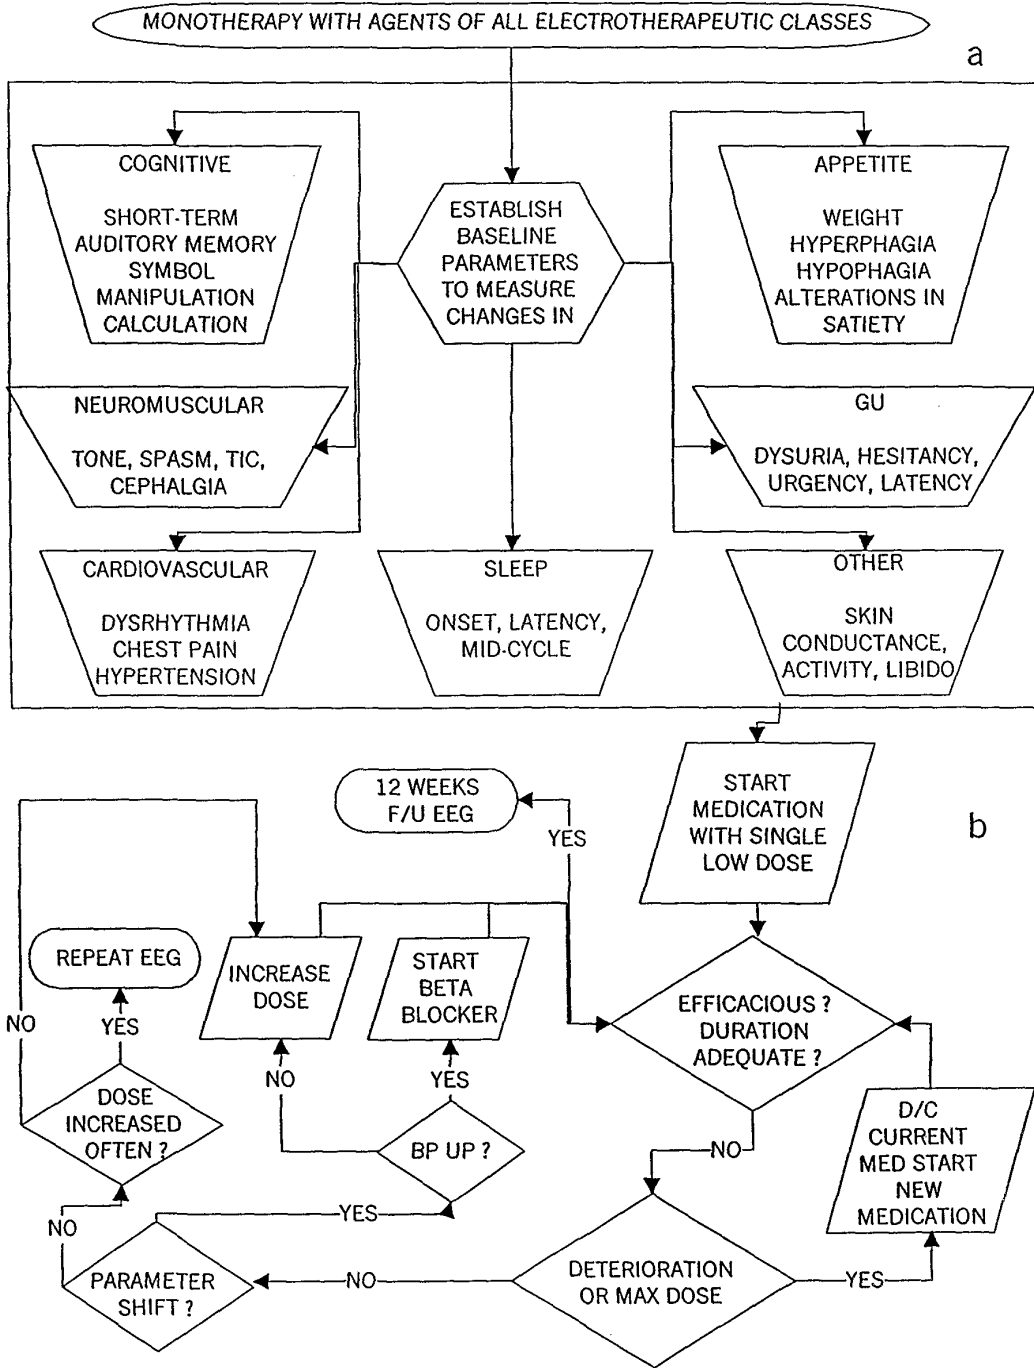 MONOTHERAPY WITH AGENTS OF ALL ELECTROTHERAPEUTIC CLASSES
a
COGNITIVE
SHORT-TERM
AUDITORY MEMORY
SYMBOL
MANIPULATION
CALCULATION
ESTABLISH
BASELINE
PARAMETERS
TO MEASURE
CHANGES IN
APPETITE
WEIGHT
HYPERPHAGIA
HYPOPHAGIA
ALTERATIONS IN
SATIETY
NEUROMUSCULAR
TONE, SPASM, TIC,
CEPHALGIA
GU
DYSURIA, HESITANCY,
URGENCY, LATENCY
CARDIOVASCULAR
DYSRHYTHMIA
CHEST PAIN
HYPERTENSION
SLEEP
ONSET, LATENCY,
MID-CYCLE
OTHER
SKIN
CONDUCTANCE,
ACTIVITY, LIBIDO
b
START
MEDICATION
WITH SINGLE
LOW DOSE
12 WEEKS
F/U EEG
YES
REPEAT EEG
INCREASE
DOSE
START
BETA
BLOCKER
EFFICACIOUS ?
DURATION
ADEQUATE ?
NO
YES
NO
YES
DOSE
INCREASED
OFTEN ?
BP UP ?
NO
D/C
CURRENT
MED START
NEW
MEDICATION
NO
YES
PARAMETER
SHIFT ?
NO
DETERIORATION
OR MAX DOSE
YES